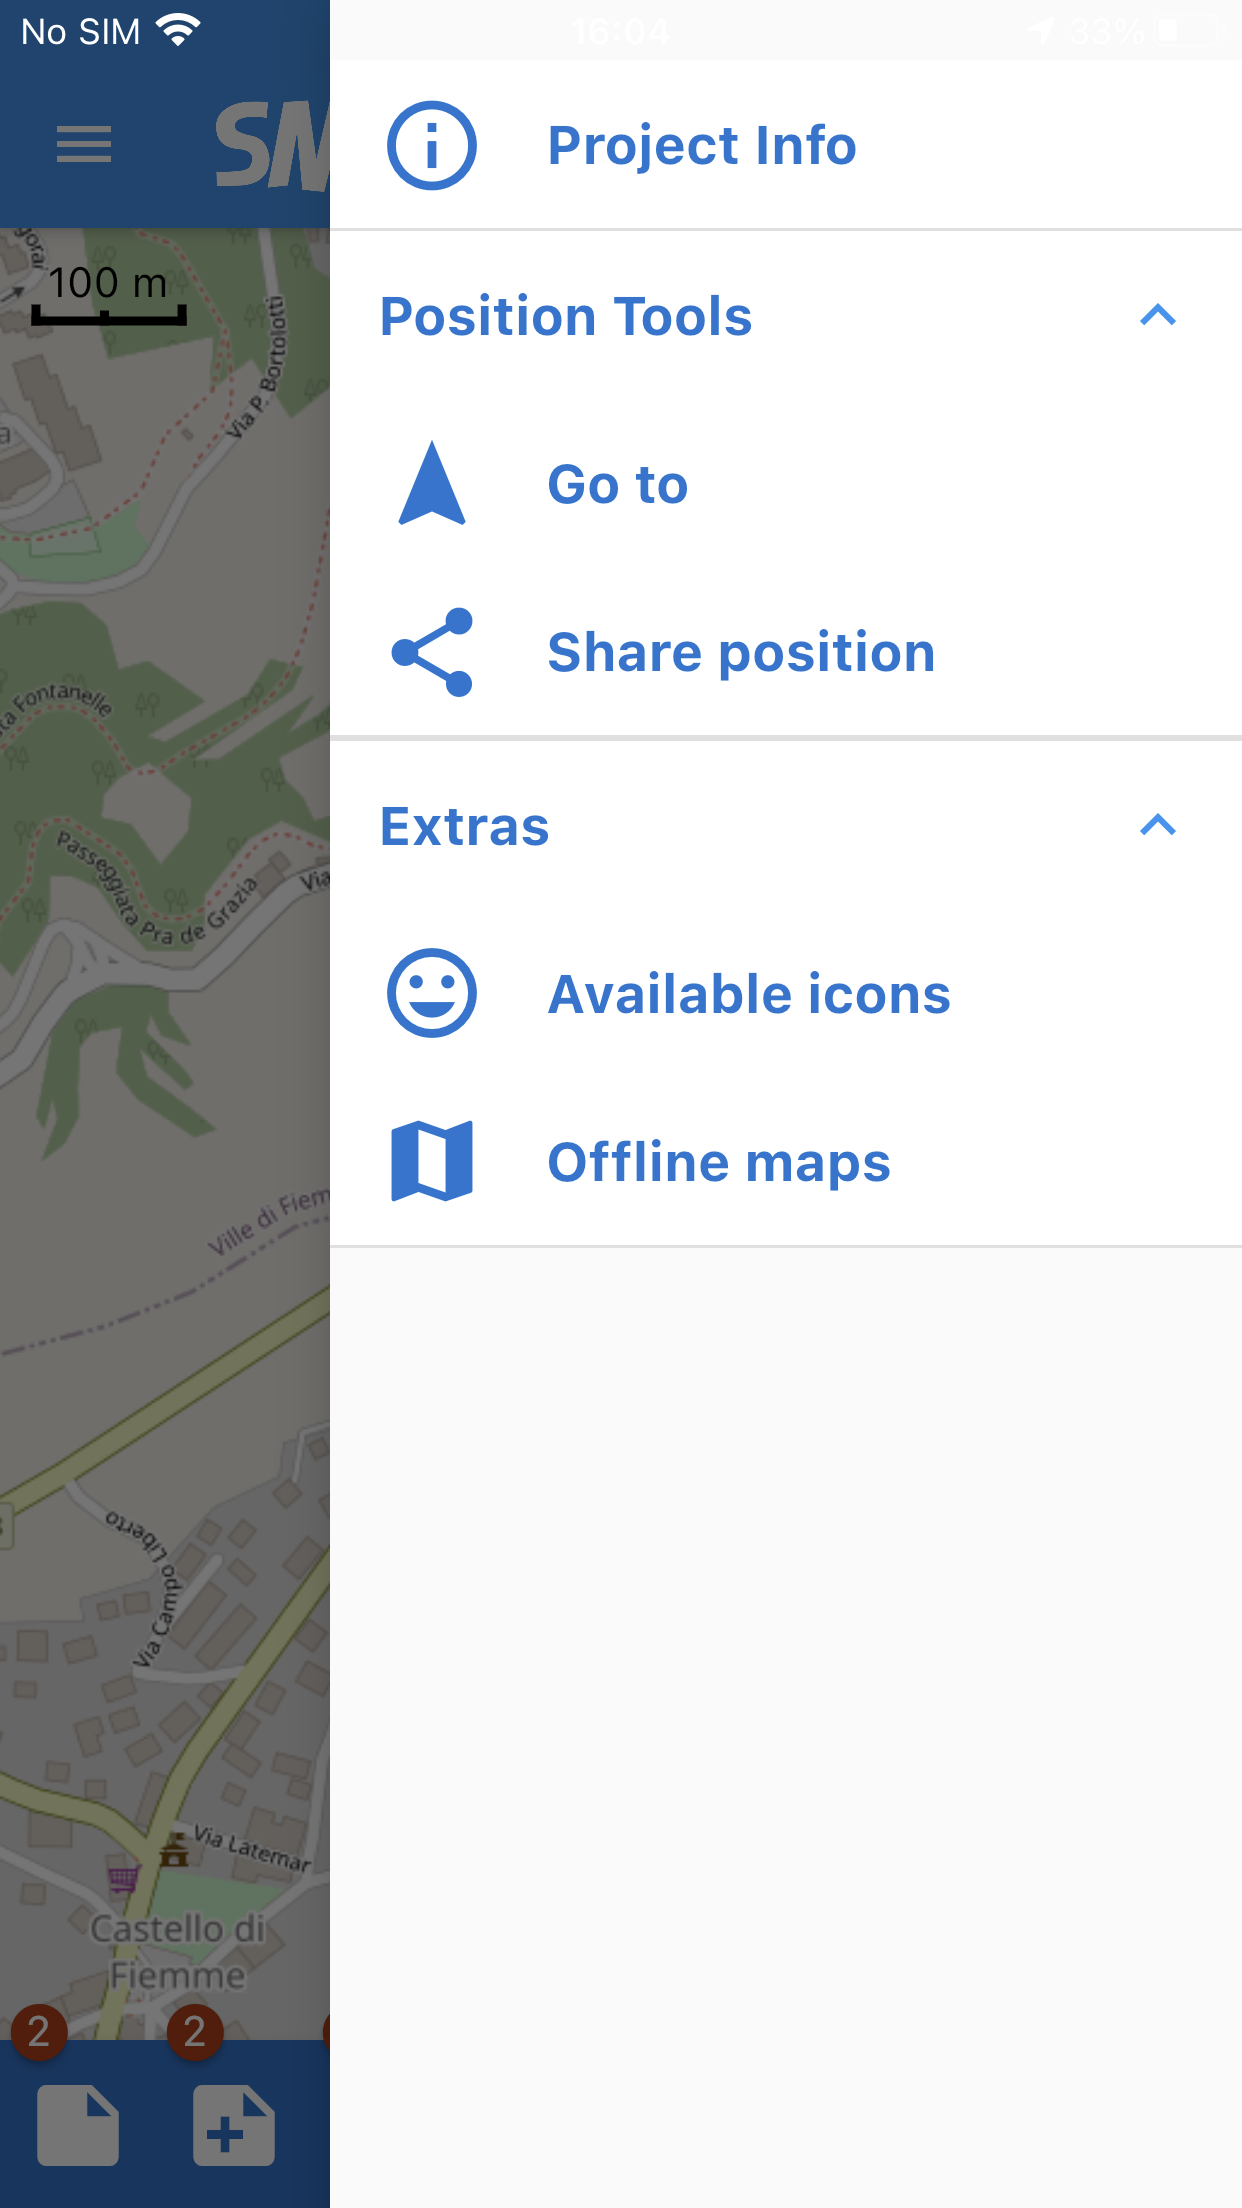 No SIM
16:04
33%
SM
100 m
Via P. Bortolotti
Fontanelle
Passeggiata Pra de Grazia
Via
Ville di Fiem
Via Campo Liberto
Via Latemar
Castello di
Fiemme
2
2
Project Info
Position Tools
Go to
Share position
Extras
Available icons
Offline maps